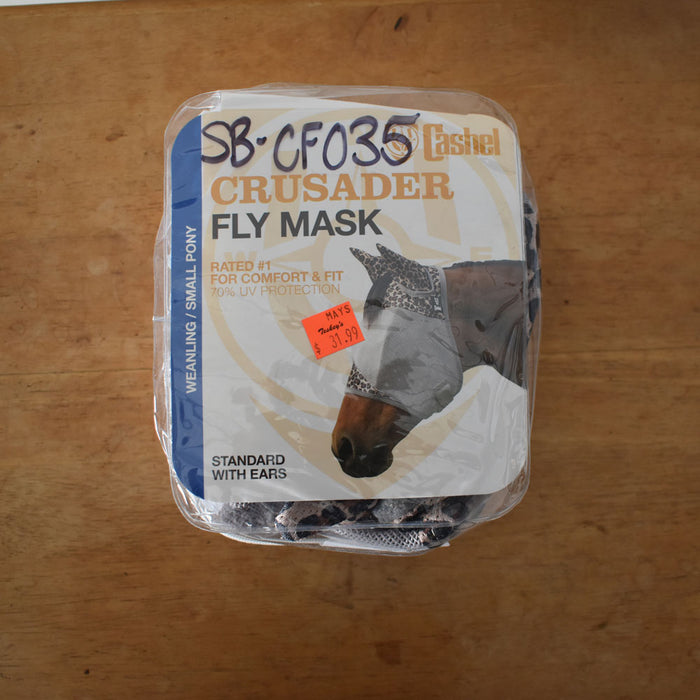 SB-CF035
Cashel
CRUSADER
FLY MASK
RATED #1
FOR COMFORT & FIT
70% UV PROTECTION
MAYS
Teskey's
$ 31.99
WEANLING / SMALL PONY
STANDARD
WITH EARS